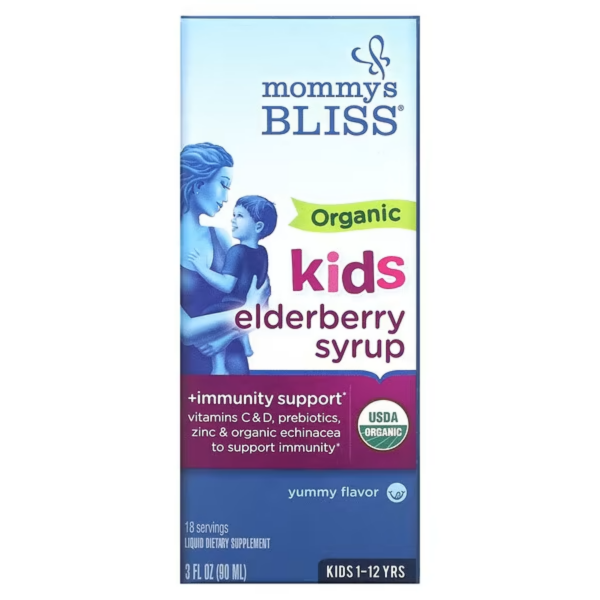 mommy's
BLISS®
Organic
kids
elderberry
syrup
+immunity support*
vitamins C & D, prebiotics,
zinc & organic echinacea
to support immunity*
USDA
ORGANIC
yummy flavor
18 servings
LIQUID DIETARY SUPPLEMENT
3 FL OZ (90 ML)
KIDS 1-12 YRS